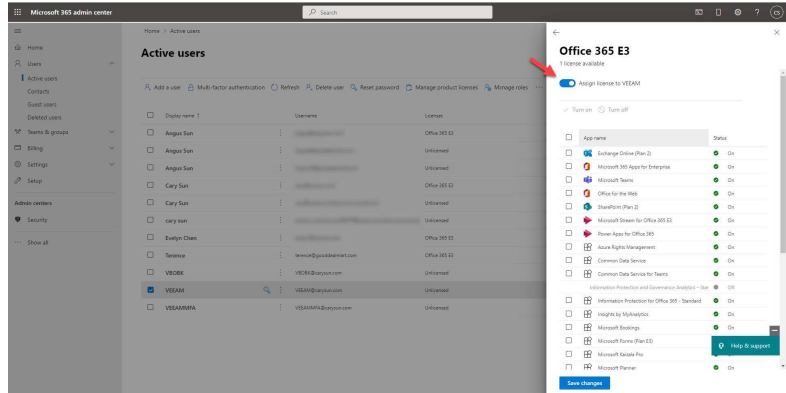 Microsoft 365 admin center
Search
CS
Home
Users
Active users
Contacts
Guest users
Deleted users
Teams & groups
Billing
Settings
Setup
Admin centers
Security
Show all
Home > Active users
Active users
Add a user Multi-factor authentication Refresh Delete user Reset password Manage product licenses Manage roles
Display name ↑ Username Licenses
Angus Sun Office 365 E3
Angus Sun Unlicensed
Angus Sun Unlicensed
Cary Sun Office 365 E3
Cary Sun Unlicensed
cary sun Unlicensed
Evelyn Chen Office 365 E3
Terence terence@gooddealmart.com Office 365 E3
VBOBK VBOBK@carysun.com Unlicensed
VEEAM VEEAM@carysun.com Unlicensed
VEEAMMFA VEEAMMFA@carysun.com Unlicensed
Office 365 E3
1 license available
Assign license to VEEAM
Turn on Turn off
App name Status
Exchange Online (Plan 2) On
Microsoft 365 Apps for Enterprise On
Microsoft Teams On
Office for the Web On
SharePoint (Plan 2) On
Microsoft Stream for Office 365 E3 On
Power Apps for Office 365 On
Azure Rights Management On
Common Data Service On
Common Data Service for Teams On
Information Protection and Governance Analytics – Off
Information Protection for Office 365 - Standard On
Insights by MyAnalytics On
Microsoft Bookings On
Microsoft Forms (Plan E3)
Help & support
Microsoft Kaizala Pro
Microsoft Planner On
Save changes